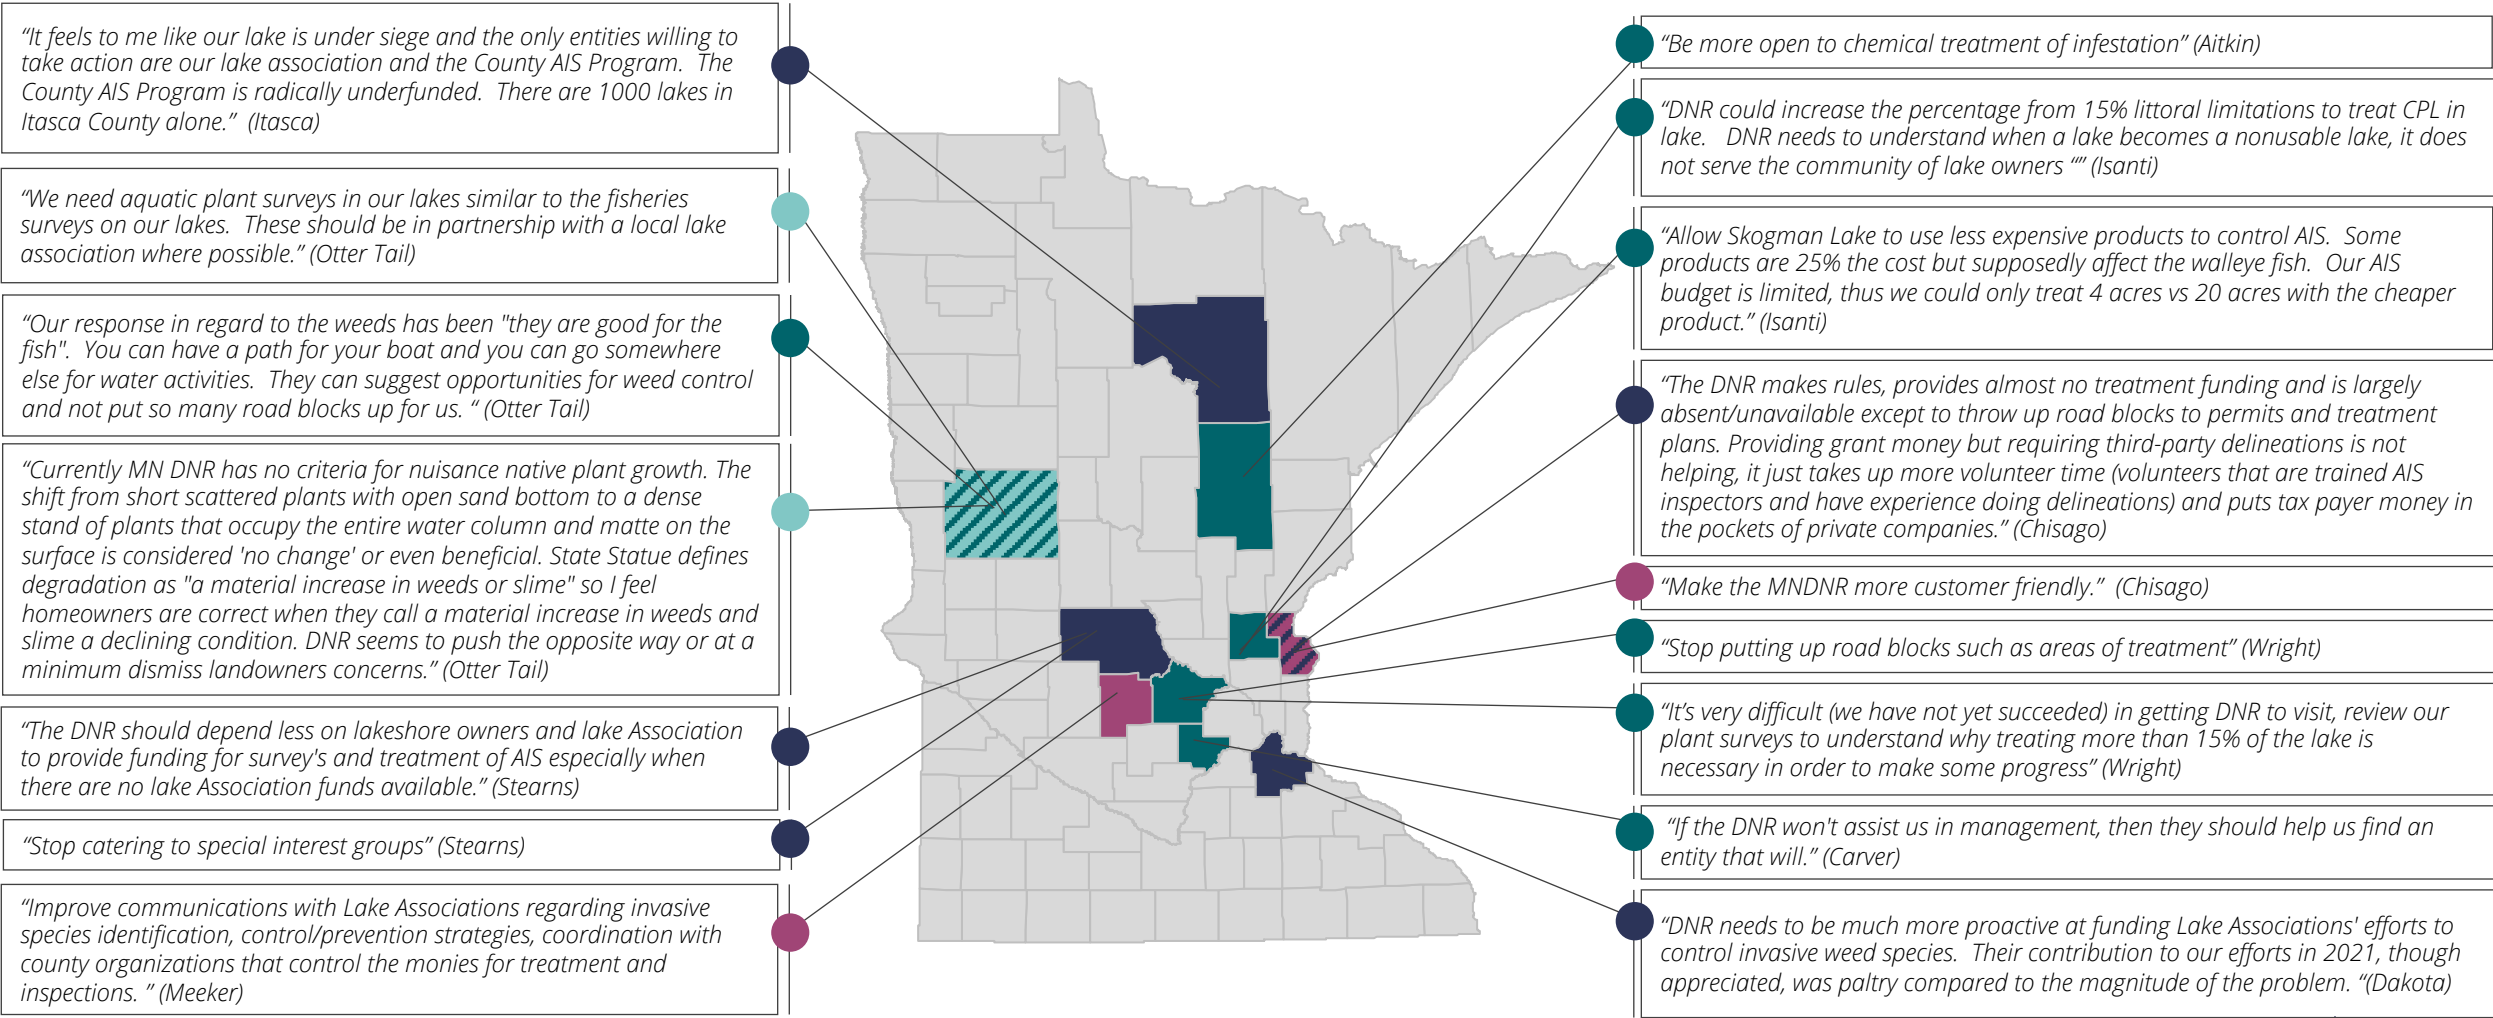 “It feels to me like our lake is under siege and the only entities willing to
take action are our lake association and the County AIS Program.  The
County AIS Program is radically underfunded.  There are 1000 lakes in
Itasca County alone.”  (Itasca)
“We need aquatic plant surveys in our lakes similar to the fisheries
surveys on our lakes.  These should be in partnership with a local lake
association where possible.” (Otter Tail)
“Our response in regard to the weeds has been "they are good for the
fish".  You can have a path for your boat and you can go somewhere
else for water activities.  They can suggest opportunities for weed control
and not put so many road blocks up for us. “ (Otter Tail)
“Currently MN DNR has no criteria for nuisance native plant growth. The
shift from short scattered plants with open sand bottom to a dense
stand of plants that occupy the entire water column and matte on the
surface is considered 'no change' or even beneficial. State Statue defines
degradation as "a material increase in weeds or slime" so I feel
homeowners are correct when they call a material increase in weeds and
slime a declining condition. DNR seems to push the opposite way or at a
minimum dismiss landowners concerns.” (Otter Tail)
“The DNR should depend less on lakeshore owners and lake Association
to provide funding for survey's and treatment of AIS especially when
there are no lake Association funds available.” (Stearns)
“Stop catering to special interest groups” (Stearns)
“Improve communications with Lake Associations regarding invasive
species identification, control/prevention strategies, coordination with
county organizations that control the monies for treatment and
inspections. ” (Meeker)
“Be more open to chemical treatment of infestation” (Aitkin)
“DNR could increase the percentage from 15% littoral limitations to treat CPL in
lake.   DNR needs to understand when a lake becomes a nonusable lake, it does
not serve the community of lake owners “” (Isanti)
“Allow Skogman Lake to use less expensive products to control AIS.  Some
products are 25% the cost but supposedly affect the walleye fish.  Our AIS
budget is limited, thus we could only treat 4 acres vs 20 acres with the cheaper
product.” (Isanti)
“The DNR makes rules, provides almost no treatment funding and is largely
absent/unavailable except to throw up road blocks to permits and treatment
plans. Providing grant money but requiring third-party delineations is not
helping, it just takes up more volunteer time (volunteers that are trained AIS
inspectors and have experience doing delineations) and puts tax payer money in
the pockets of private companies.” (Chisago)
“Make the MNDNR more customer friendly.”  (Chisago)
“Stop putting up road blocks such as areas of treatment” (Wright)
“It’s very difficult (we have not yet succeeded) in getting DNR to visit, review our
plant surveys to understand why treating more than 15% of the lake is
necessary in order to make some progress” (Wright)
“If the DNR won't assist us in management, then they should help us find an
entity that will.” (Carver)
“DNR needs to be much more proactive at funding Lake Associations' efforts to
control invasive weed species.  Their contribution to our efforts in 2021, though
appreciated, was paltry compared to the magnitude of the problem. “(Dakota)